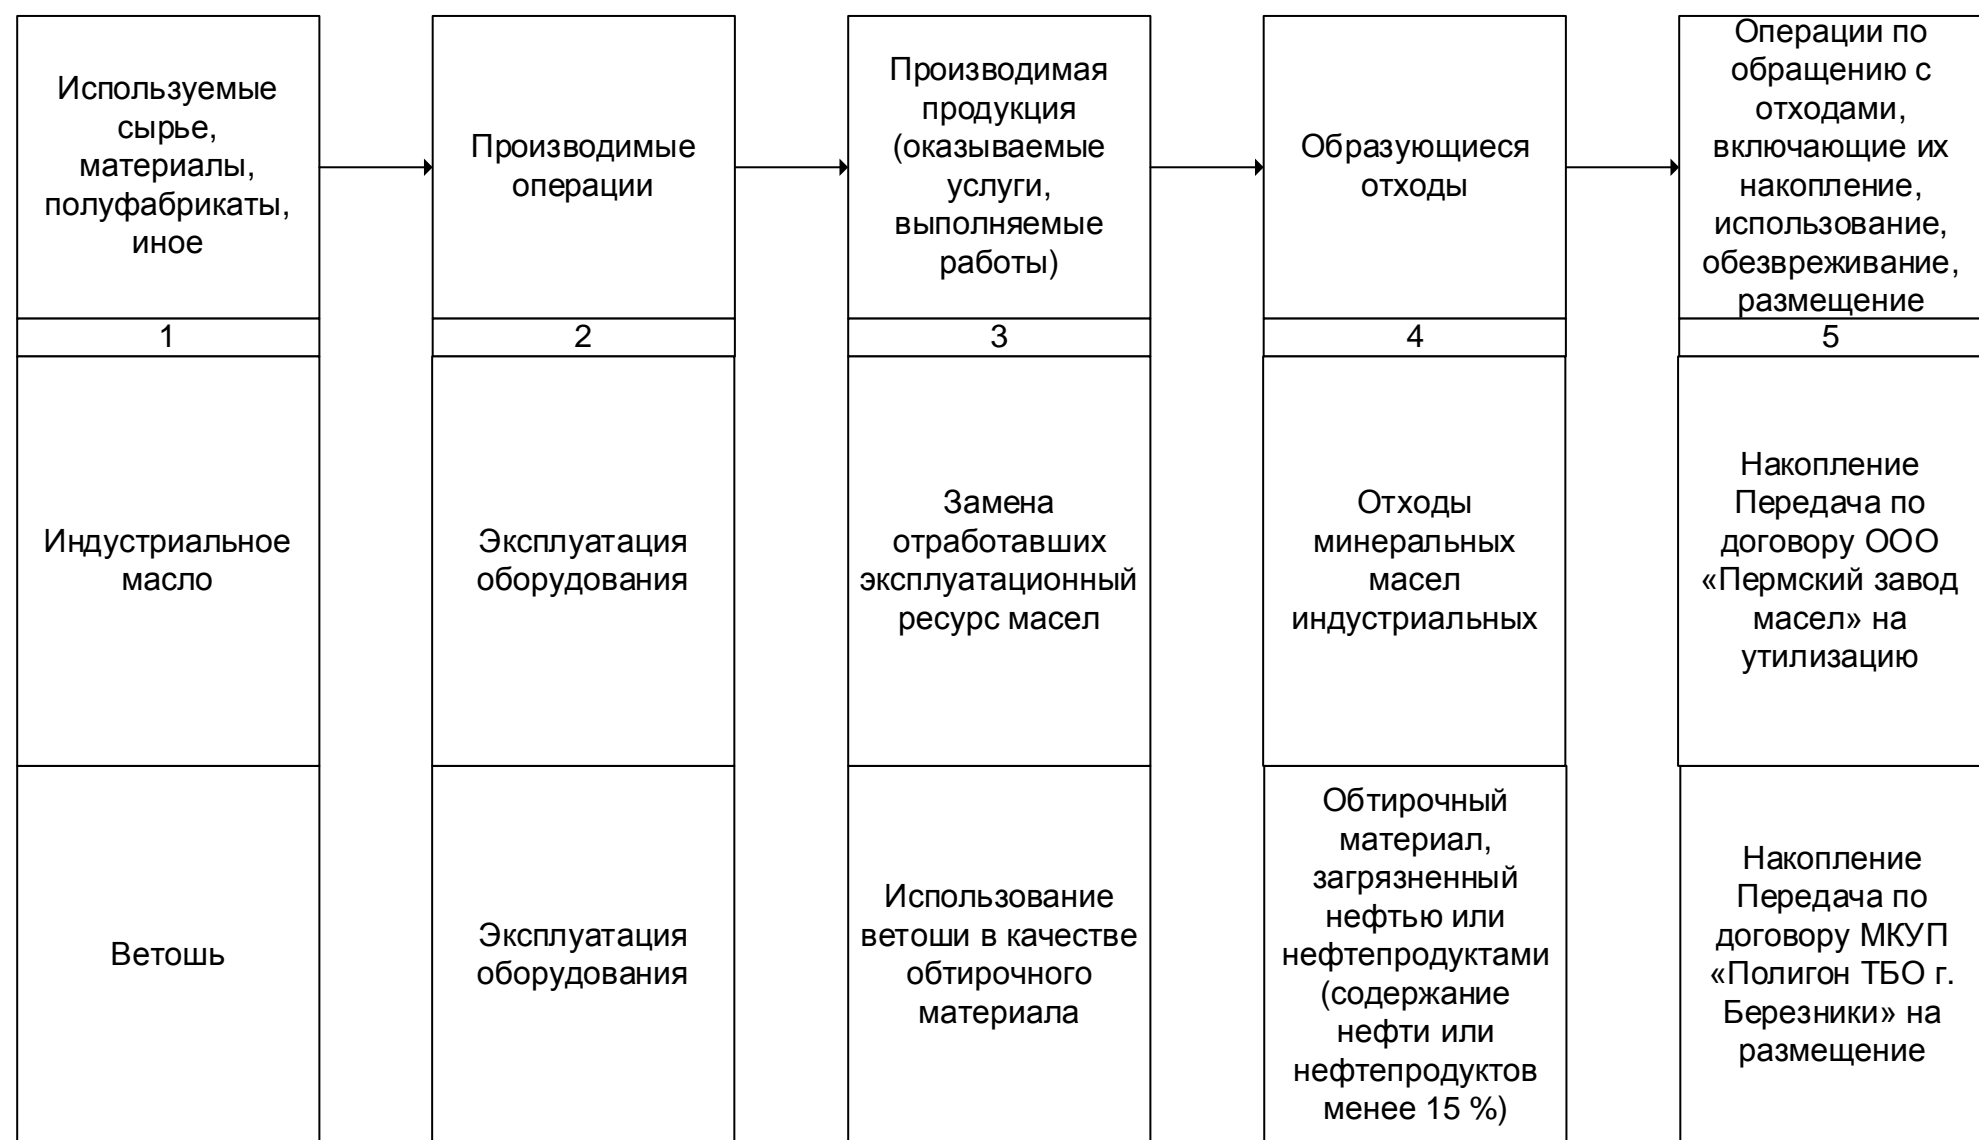 Используемые
сырье,
материалы,
полуфабрикаты,
иное
Производимые
операции
Производимая
продукция
(оказываемые
услуги,
выполняемые
работы)
Образующиеся
отходы
Операции по
обращению с
отходами,
включающие их
накопление,
использование,
обезвреживание,
размещение
1
2
3
4
5
Индустриальное
масло
Эксплуатация
оборудования
Замена
отработавших
эксплуатационный
ресурс масел
Отходы
минеральных
масел
индустриальных
Накопление
Передача по
договору ООО
«Пермский завод
масел» на
утилизацию
Ветошь
Эксплуатация
оборудования
Использование
ветоши в качестве
обтирочного
материала
Обтирочный
материал,
загрязненный
нефтью или
нефтепродуктами
(содержание
нефти или
нефтепродуктов
менее 15 %)
Накопление
Передача по
договору МКУП
«Полигон ТБО г.
Березники» на
размещение